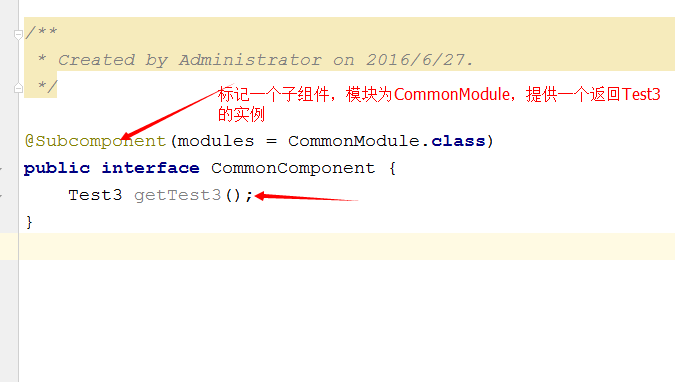 /**
* Created by Administrator on 2016/6/27.
*/
标记一个子组件，模块为CommonModule，提供一个返回Test3
的实例
@Subcomponent(modules = CommonModule.class)
public interface CommonComponent {
Test3 getTest3();
}